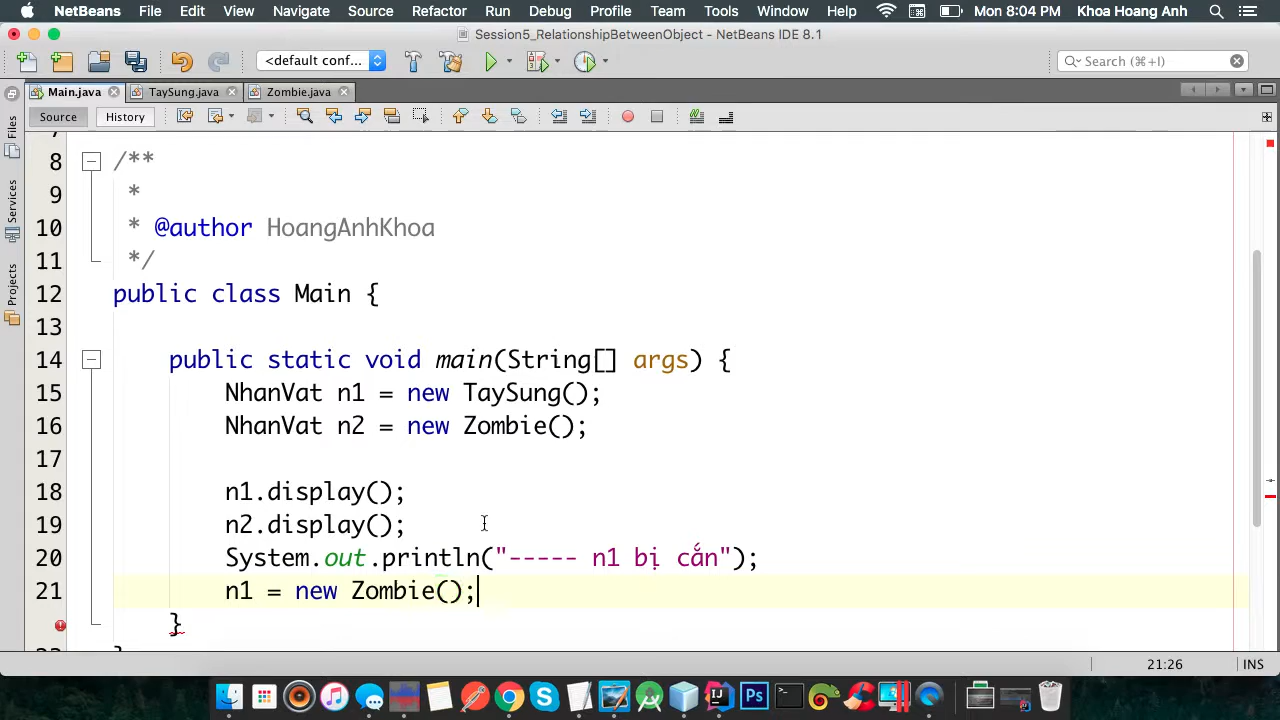 NetBeans File Edit View Navigate Source Refactor Run Debug Profile Team Tools Window Help Mon 8:04 PM Khoa Hoang Anh
Session5_RelationshipBetweenObject - NetBeans IDE 8.1
<default conf... Search (⌘+I)
Main.java TaySung.java Zombie.java
Source History
Files
Services
Projects
8 /**
9 *
10 * @author HoangAnhKhoa
11 */
12 public class Main {
13
14 public static void main(String[] args) {
15 NhanVat n1 = new TaySung();
16 NhanVat n2 = new Zombie();
17
18 n1.display();
19 n2.display();
20 System.out.println("----- n1 bị cắn");
21 n1 = new Zombie();
}
21:26 INS